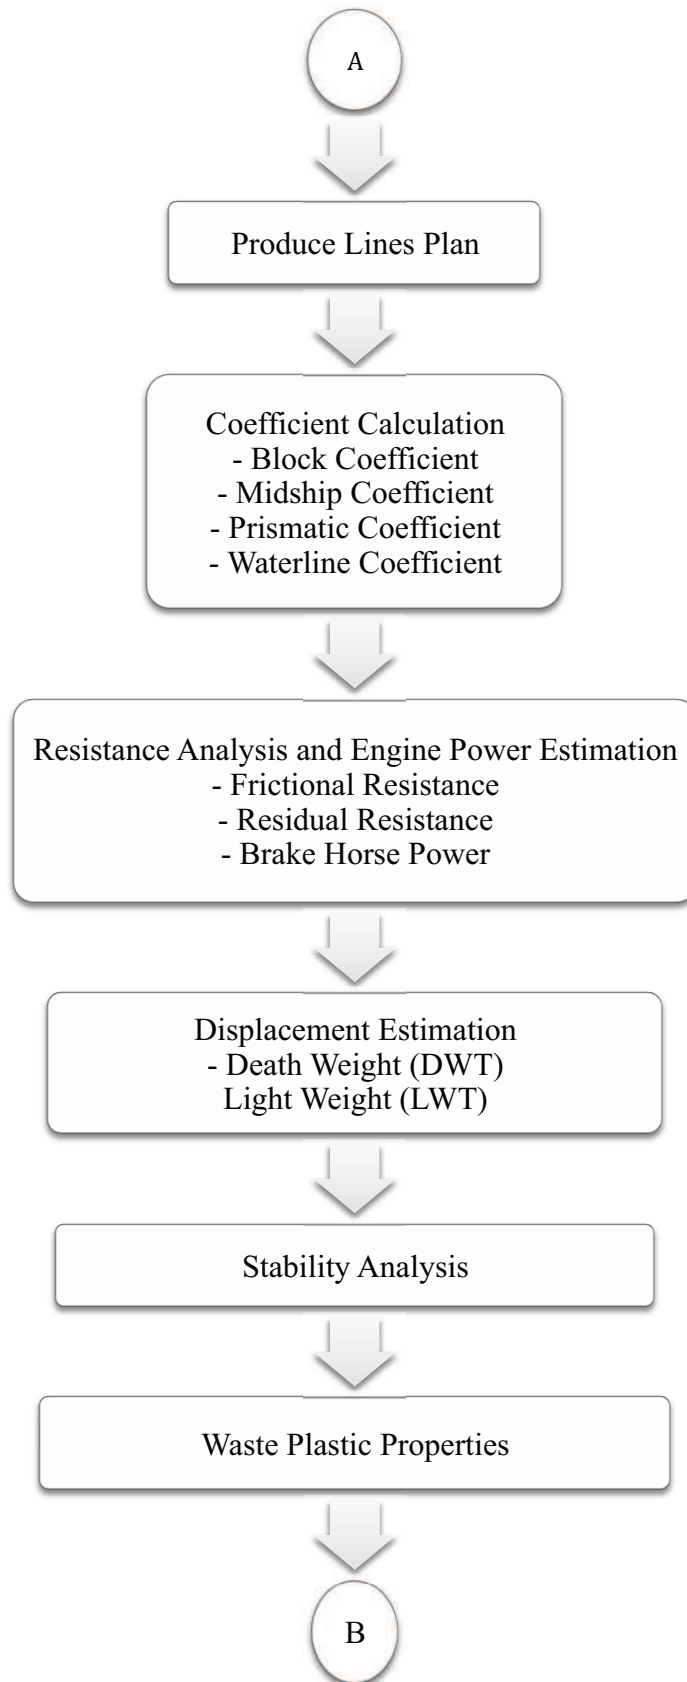 A
Produce Lines Plan
Coefficient Calculation
- Block Coefficient
- Midship Coefficient
- Prismatic Coefficient
- Waterline Coefficient
Resistance Analysis and Engine Power Estimation
- Frictional Resistance
- Residual Resistance
- Brake Horse Power
Displacement Estimation
- Death Weight (DWT)
Light Weight (LWT)
Stability Analysis
Waste Plastic Properties
B